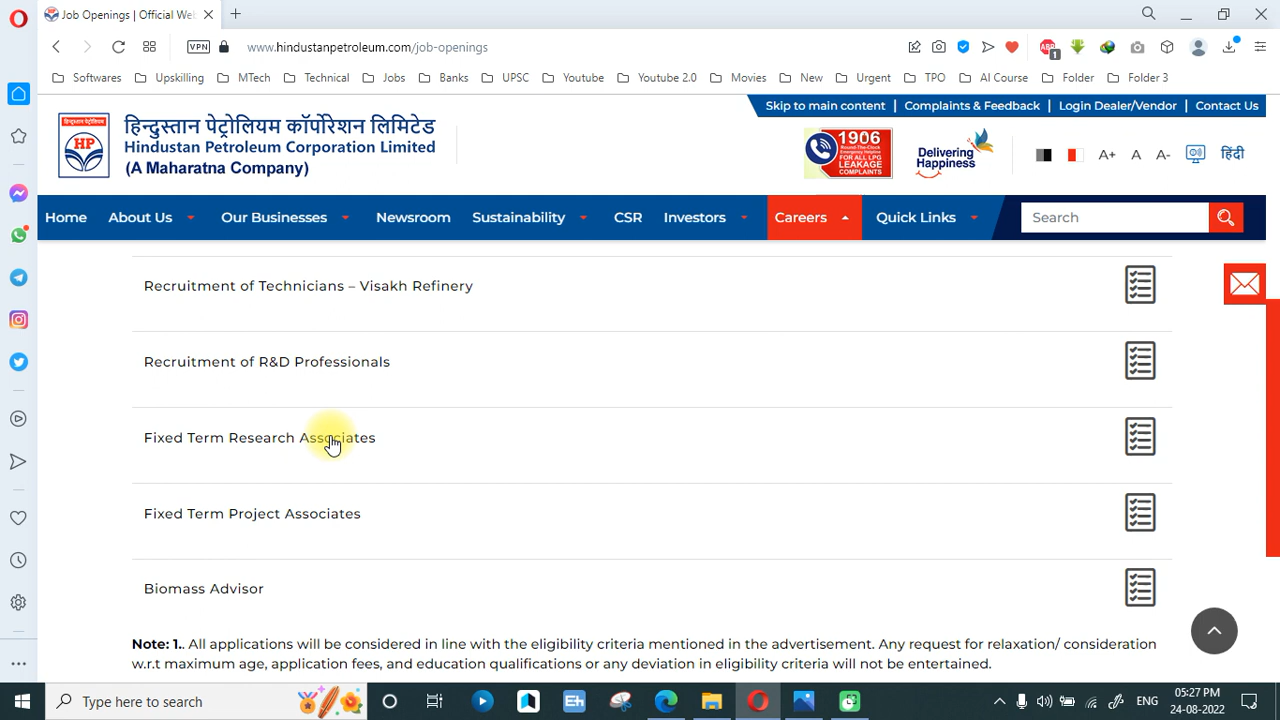 Job Openings | Official Web
VPN
www.hindustanpetroleum.com/job-openings
1
Softwares
Upskilling
MTech
Technical
Jobs
Banks
UPSC
Youtube
Youtube 2.0
Movies
New
Urgent
TPO
AI Course
Folder
Folder 3
Skip to main content
Complaints & Feedback
Login Dealer/Vendor
Contact Us
HP
हिन्दुस्तान पेट्रोलियम कॉर्पोरेशन लिमिटेड
Hindustan Petroleum Corporation Limited
(A Maharatna Company)
1906
FOR ALL LPG
LEAKAGE
COMPLAINTS
Delivering
Happiness
A+
A
A-
हिंदी
Home
About Us
Our Businesses
Newsroom
Sustainability
CSR
Investors
Careers
Quick Links
Search
Recruitment of Technicians – Visakh Refinery
Recruitment of R&D Professionals
Fixed Term Research Associates
Fixed Term Project Associates
Biomass Advisor
Note: 1.. All applications will be considered in line with the eligibility criteria mentioned in the advertisement. Any request for relaxation/ consideration
w.r.t maximum age, application fees, and education qualifications or any deviation in eligibility criteria will not be entertained.
Type here to search
ENG
05:27 PM
24-08-2022